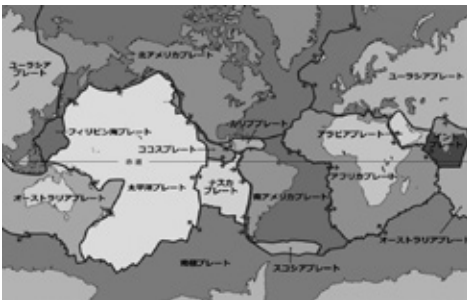 北アメリカプレート
ユーラシア
プレート
ユーラシアプレート
フィリピン海プレート
カリブプレート
アラビアプレート
インド
プレート
ココスプレート
赤道
太平洋プレート
ナスカ
プレート
南アメリカプレート
アフリカプレート
オーストラリアプレート
オーストラリアプレート
南極プレート
スコシアプレート